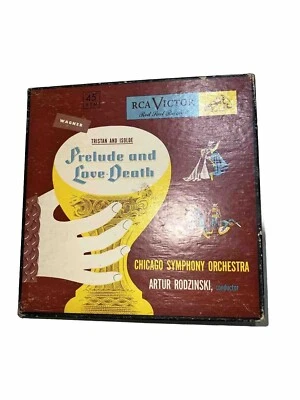 45
RCA VICTOR
Red Seal Records
WAGNER
TRISTAN AND ISOLDE
Prelude and
Love-Death
CHICAGO SYMPHONY ORCHESTRA
ARTUR RODZINSKI, conductor